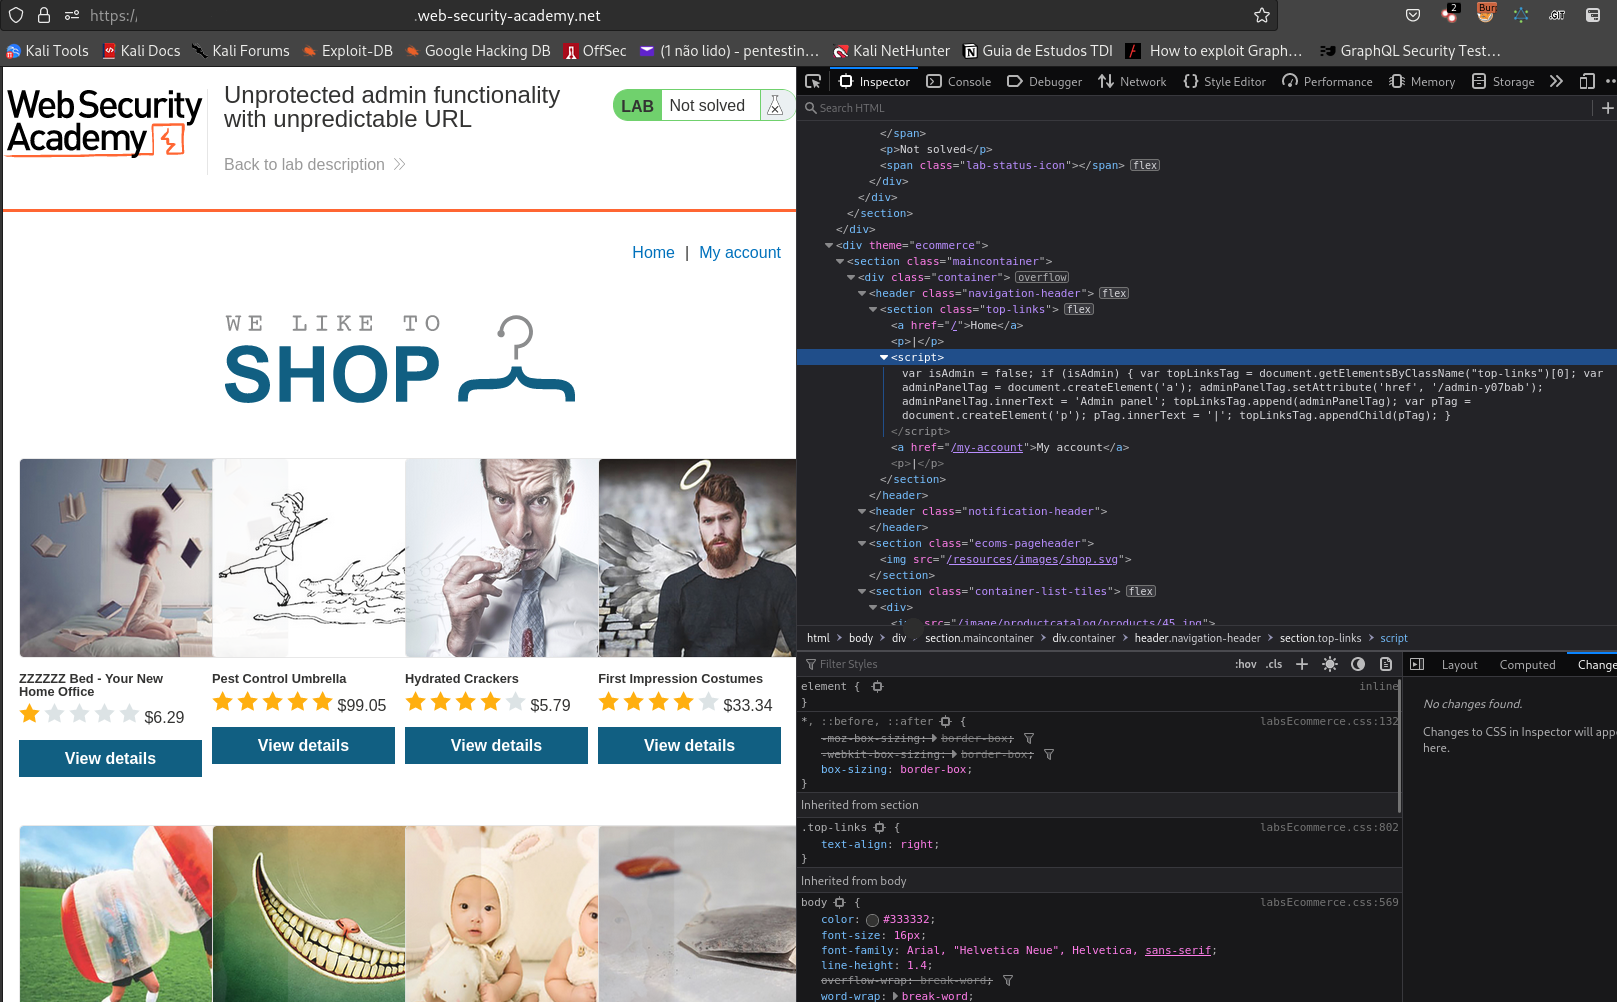 https://
.web-security-academy.net
2
Bur
GIT
Kali Tools
Kali Docs
Kali Forums
Exploit-DB
Google Hacking DB
OffSec
(1 não lido) - pentestin…
Kali NetHunter
Guia de Estudos TDI
How to exploit Graph…
GraphQL Security Test…
Web Security
Academy
Unprotected admin functionality
with unpredictable URL
Back to lab description
LAB
Not solved
Home | My account
WE LIKE TO
SHOP
ZZZZZZ Bed - Your New
Home Office
$6.29
View details
Pest Control Umbrella
$99.05
View details
Hydrated Crackers
$5.79
View details
First Impression Costumes
$33.34
View details
Inspector
Console
Debugger
Network
Style Editor
Performance
Memory
Storage
Search HTML
</span>
<p>Not solved</p>
<span class="lab-status-icon"></span> flex
</div>
</div>
</section>
</div>
<div theme="ecommerce">
<section class="maincontainer">
<div class="container"> overflow
<header class="navigation-header"> flex
<section class="top-links"> flex
<a href="/">Home</a>
<p>|</p>
<script>
var isAdmin = false; if (isAdmin) { var topLinksTag = document.getElementsByClassName("top-links")[0]; var
adminPanelTag = document.createElement('a'); adminPanelTag.setAttribute('href', '/admin-y07bab');
adminPanelTag.innerText = 'Admin panel'; topLinksTag.append(adminPanelTag); var pTag =
document.createElement('p'); pTag.innerText = '|'; topLinksTag.appendChild(pTag); }
</script>
<a href="/my-account">My account</a>
<p>|</p>
</section>
</header>
<header class="notification-header">
</header>
<section class="ecoms-pageheader">
<img src="/resources/images/shop.svg">
</section>
<section class="container-list-tiles"> flex
<div>
src="/image/productcatalog/products/45.jpg">
html > body > div > section.maincontainer > div.container > header.navigation-header > section.top-links > script
Filter Styles
:hov .cls
Layout
Computed
Change
element {
inline
}
*, ::before, ::after {
labsEcommerce.css:132
-moz-box-sizing: border-box;
-webkit-box-sizing: border-box;
box-sizing: border-box;
}
Inherited from section
.top-links {
labsEcommerce.css:802
text-align: right;
}
Inherited from body
body {
labsEcommerce.css:569
color: #333332;
font-size: 16px;
font-family: Arial, "Helvetica Neue", Helvetica, sans-serif;
line-height: 1.4;
overflow-wrap: break-word;
word-wrap: break-word;
No changes found.
Changes to CSS in Inspector will appe
here.